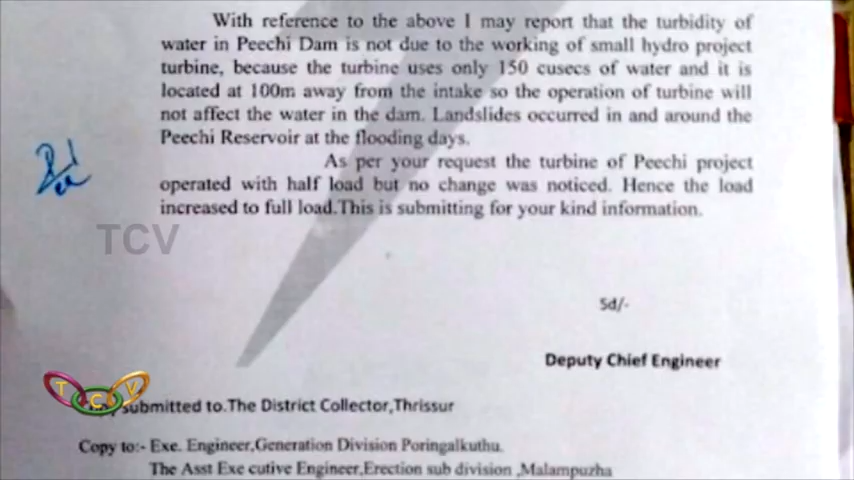 With reference to the above I may report that the turbidity of
water in Peechi Dam is not due to the working of small hydro project
turbine, because the turbine uses only 150 cusecs of water and it is
located at 100m away from the intake so the operation of turbine will
not affect the water in the dam. Landslides occurred in and around the
Peechi Reservoir at the flooding days.
As per your request the turbine of Peechi project
operated with half load but no change was noticed. Hence the load
increased to full load.This is submitting for your kind information.
TCV
Sd/-
Deputy Chief Engineer
T C V
submitted to.The District Collector,Thrissur
Copy to:- Exe. Engineer,Generation Division Poringalkuthu.
The Asst Exe cutive Engineer,Erection sub division ,Malampuzha